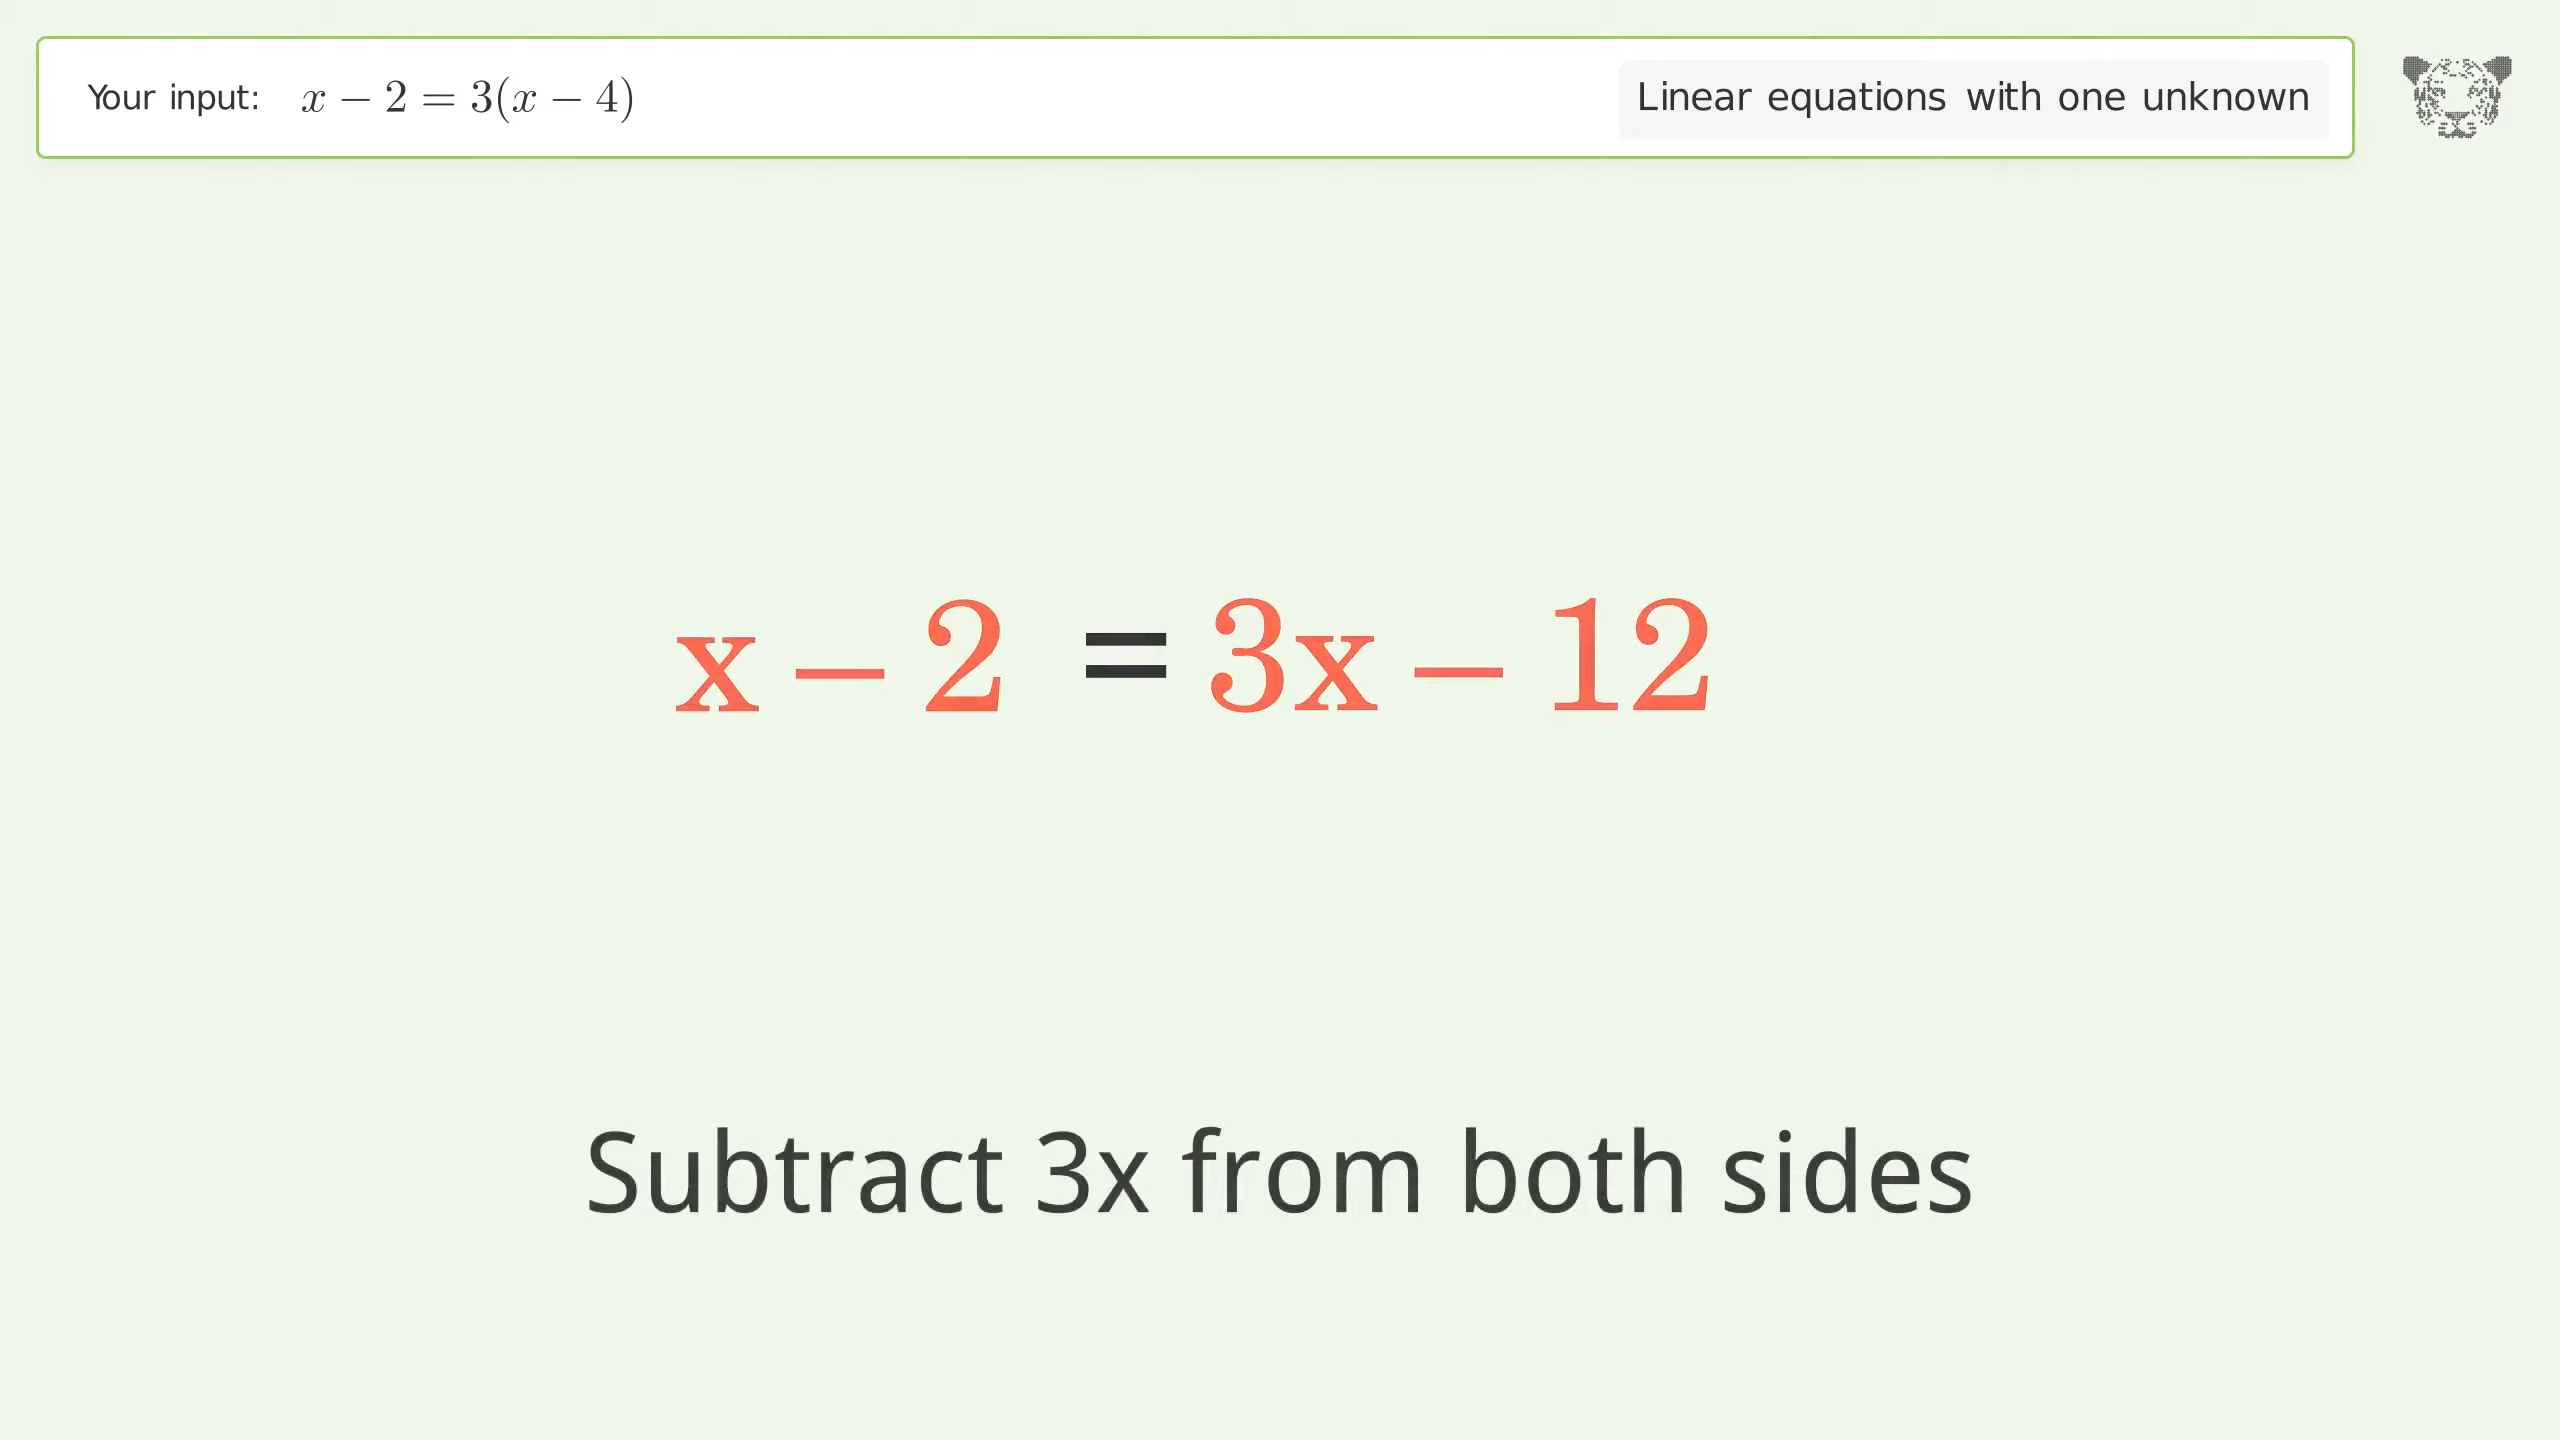 Your input: x − 2 = 3(x − 4)
Linear equations with one unknown
x − 2 = 3x − 12
Subtract 3x from both sides